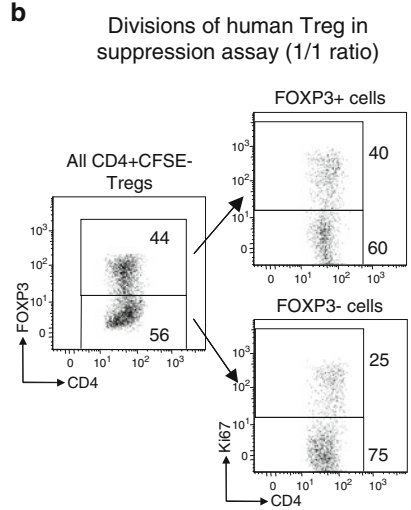 b
Divisions of human Treg in
suppression assay (1/1 ratio)
All CD4+CFSE-
Tregs
FOXP3
10³
10²
10¹
0
44
56
0 10¹ 10² 10³
CD4
FOXP3+ cells
10³
10²
10¹
0
40
60
0 10¹ 10² 10³
FOXP3- cells
Ki67
10³
10²
10¹
0
25
75
0 10¹ 10² 10³
CD4